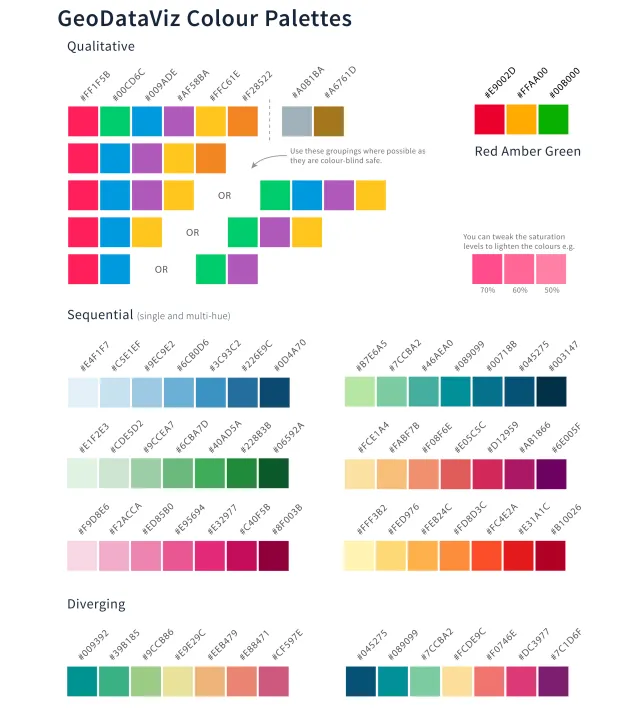 GeoDataViz Colour Palettes
Qualitative
#FF1F5B #00CD6C #009ADE #AF58BA #FFC61E #F28522 #A0B1BA #A6761D
#E9002D #FFAA00 #00B000
Red Amber Green
Use these groupings where possible as
they are colour-blind safe.
OR
OR
OR
You can tweak the saturation
levels to lighten the colours e.g.
70% 60% 50%
Sequential (single and multi-hue)
#E4F1F7 #C5E1EF #9EC9E2 #6CB0D6 #3C93C2 #226E9C #0D4A70
#B7E6A5 #7CCBA2 #46AEA0 #089099 #00718B #045275 #003147
#E1F2E3 #CDE5D2 #9CCEA7 #6CBA7D #40AD5A #228B3B #06592A
#FCE1A4 #FABF7B #F08F6E #E05C5C #D12959 #AB1866 #6E005F
#F9D8E6 #F2ACCA #ED85B0 #E95694 #E32977 #C40F5B #8F003B
#FFF3B2 #FED976 #FEB24C #FD8D3C #FC4E2A #E31A1C #B10026
Diverging
#009392 #39B185 #9CCB86 #E9E29C #EEB479 #E88471 #CF597E
#045275 #089099 #7CCBA2 #FCDE9C #F0746E #DC3977 #7C1D6F